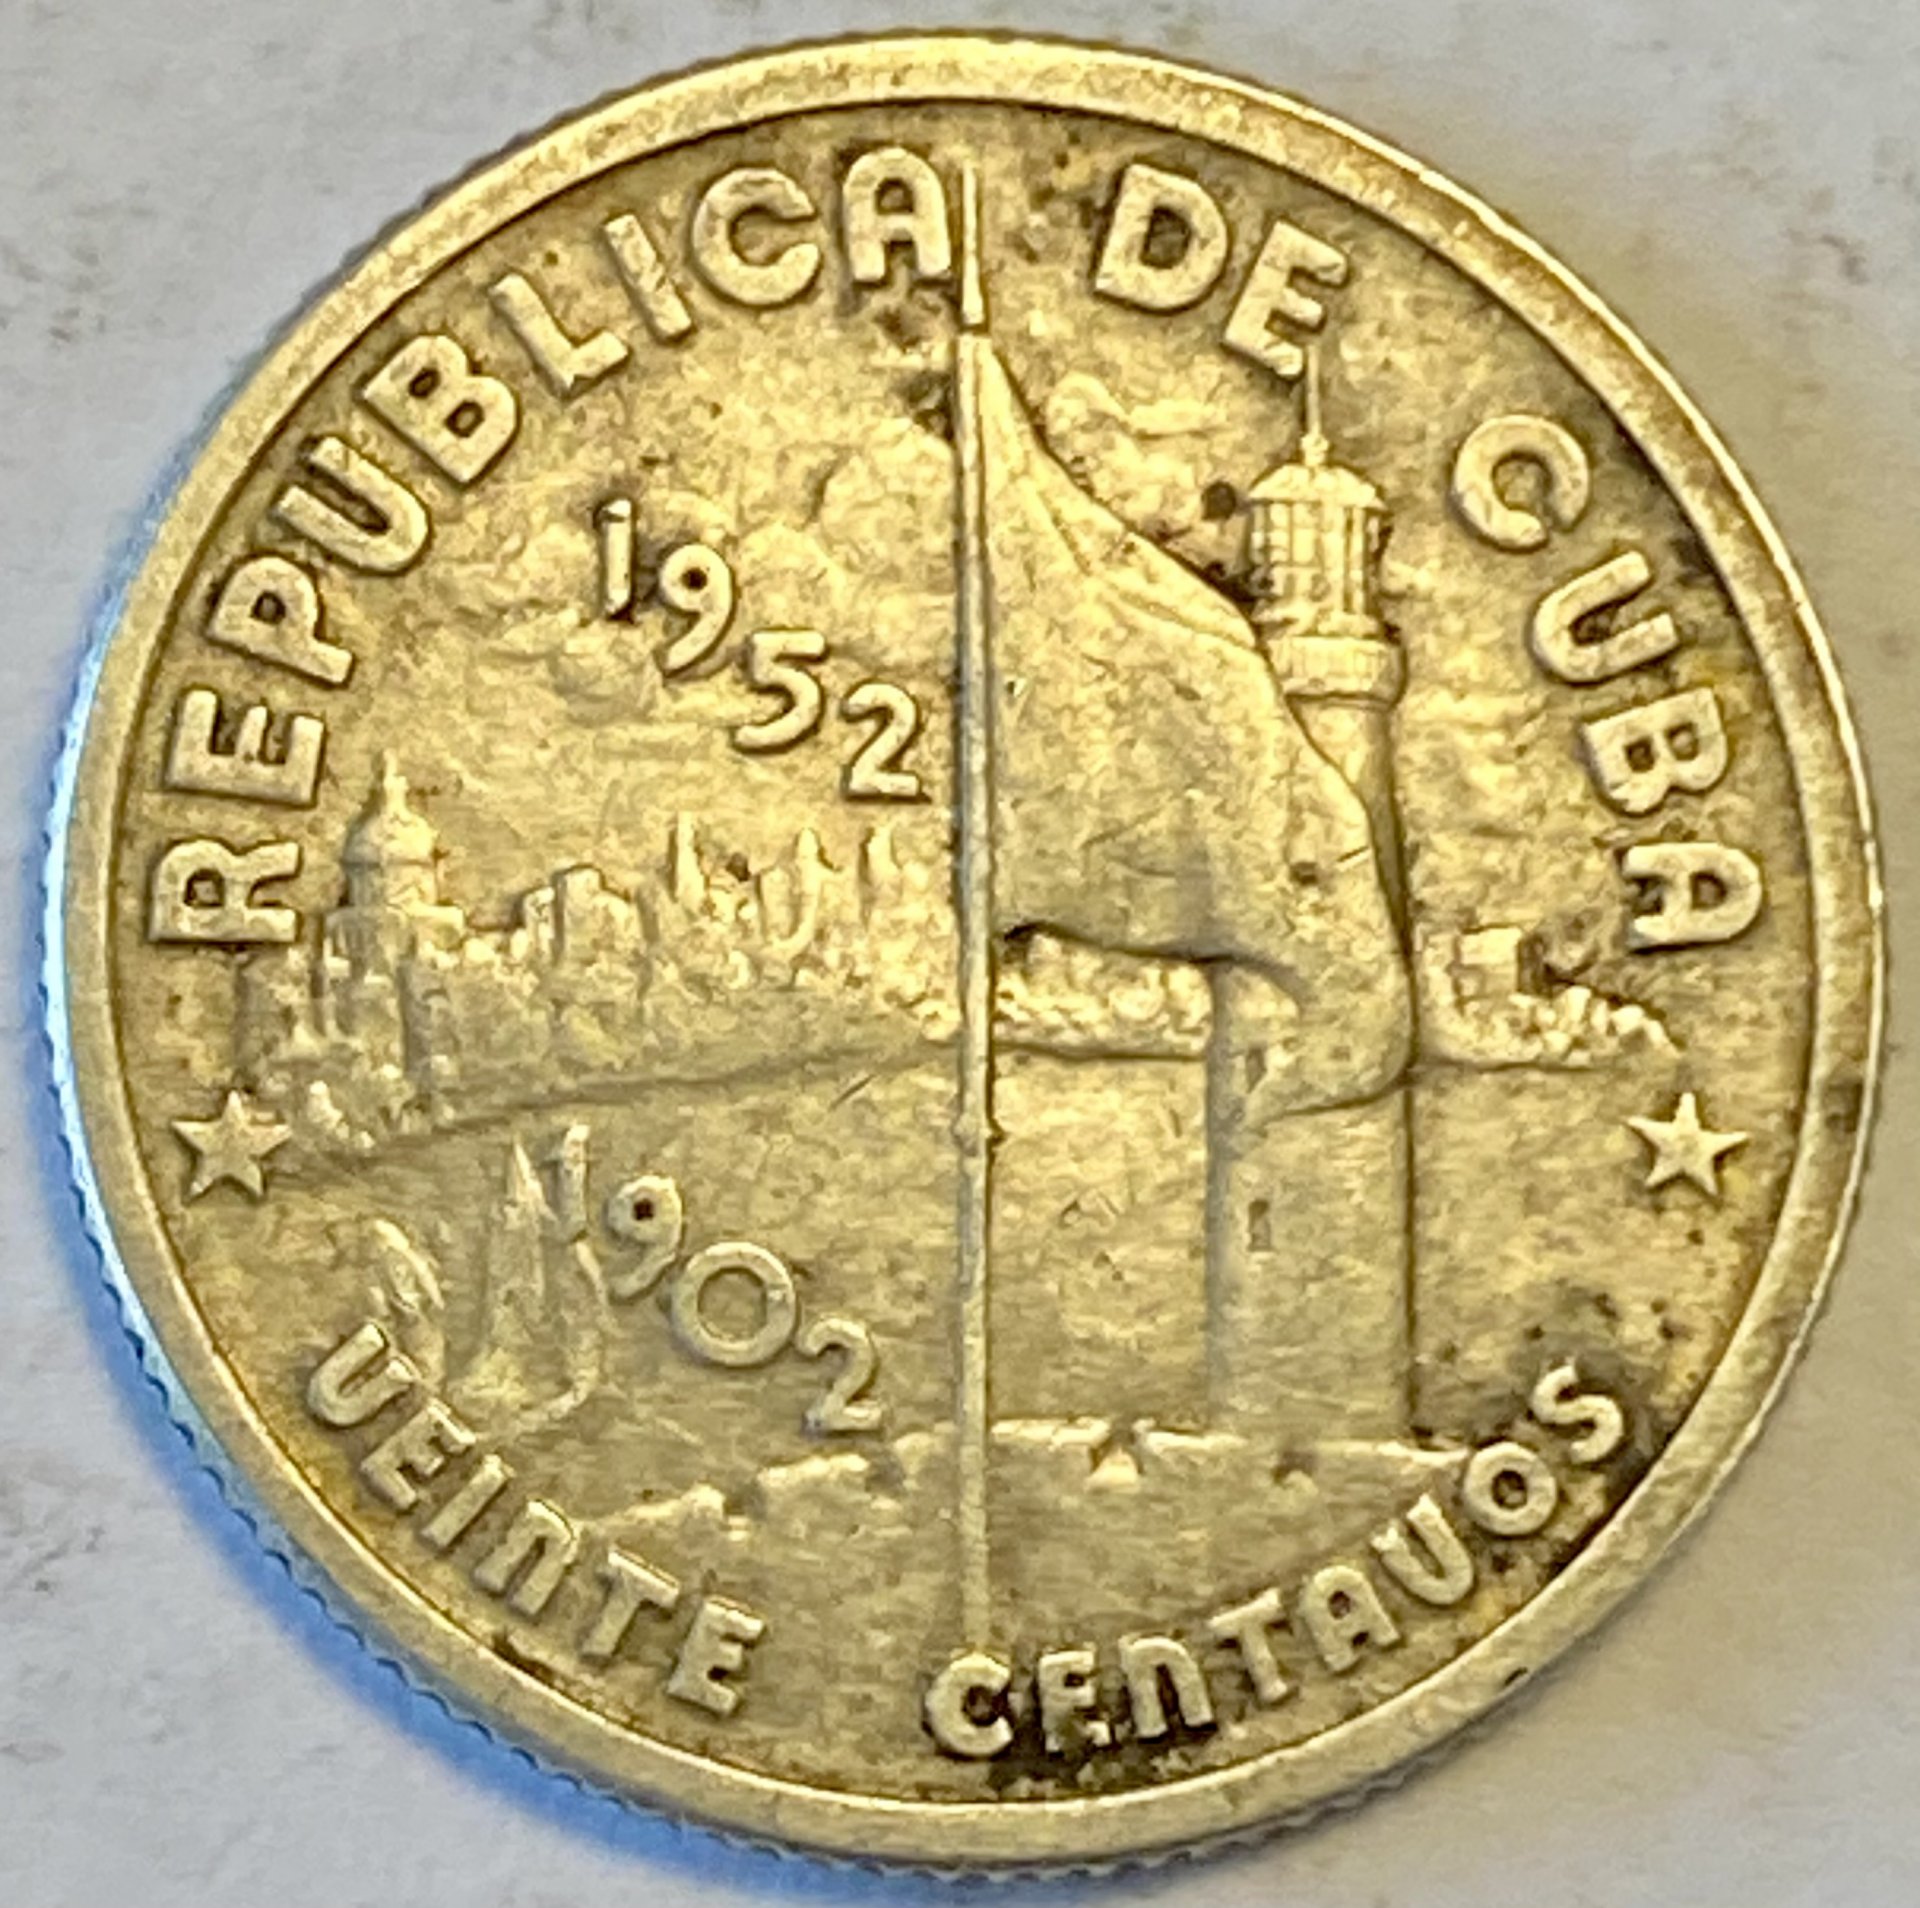 REPUBLICA DE CUBA
1952
1902
VEINTE CENTAVOS